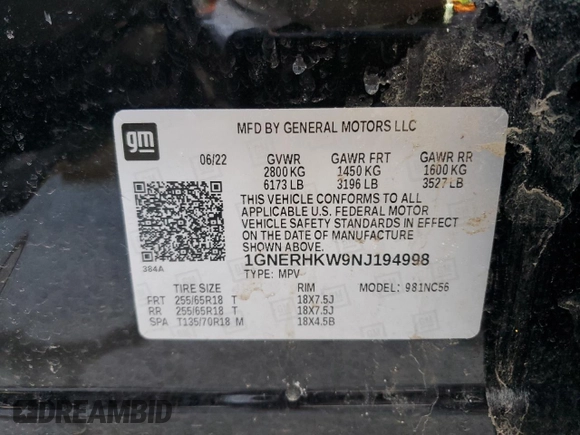 gm
MFD BY GENERAL MOTORS LLC
06/22 GVWR GAWR FRT GAWR RR
2800 KG 1450 KG 1600 KG
6173 LB 3196 LB 3527 LB
THIS VEHICLE CONFORMS TO ALL
APPLICABLE U.S. FEDERAL MOTOR
VEHICLE SAFETY STANDARDS IN EFFECT
ON THE DATE OF MANUFACTURE
SHOWN ABOVE.
1GNERHKW9NJ194998
384A
TYPE: MPV MODEL: 981NC56
TIRE SIZE RIM
FRT 255/65R18 T 18X7.5J
RR 255/65R18 T 18X7.5J
SPA T135/70R18 M 18X4.5B
DREAMBID